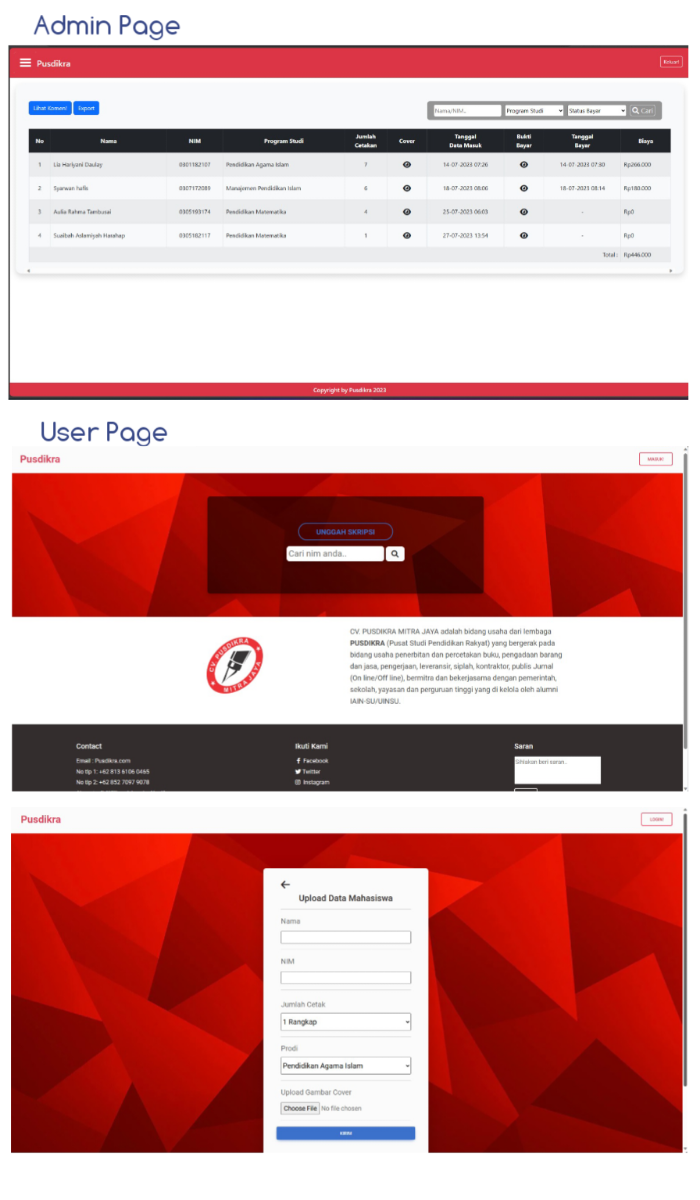 Admin Page
Pusdikra
Keluar
Lihat Komen Export
Nama/NIM.. Program Studi Status Bayar Cari
No Nama NIM Program Studi Jumlah Cetakan Cover Tanggal Data Masuk Bukti Bayar Tanggal Bayar Biaya
1 Lia Hariyani Daulay 0301182107 Pendidikan Agama Islam 7 14-07-2023 07:26 14-07-2023 07:30 Rp266.000
2 Syarwan hafiz 0307172089 Manajemen Pendidikan Islam 6 18-07-2023 08:06 18-07-2023 08:14 Rp180.000
3 Aulia Rahma Tambusai 0305193174 Pendidikan Matematika 4 25-07-2023 06:03 - Rp0
4 Suaibah Aslamiyah Harahap 0305182117 Pendidikan Matematika 1 27-07-2023 13:54 - Rp0
Total : Rp446.000
Copyright by Pusdikra 2023
User Page
Pusdikra
MASUK
UNGGAH SKRIPSI
Cari nim anda..
CV. PUSDIKRA MITRA JAYA
CV. PUSDIKRA MITRA JAYA adalah bidang usaha dari lembaga
PUSDIKRA (Pusat Studi Pendidikan Rakyat) yang bergerak pada
bidang usaha penerbitan dan percetakan buku, pengadaan barang
dan jasa, pengerjaan, leveransir, siplah, kontraktor, publis Jurnal
(On line/Off line), bermitra dan bekerjasama dengan pemerintah,
sekolah, yayasan dan perguruan tinggi yang di kelola oleh alumni
IAIN-SU/UINSU.
Contact Ikuti Kami Saran
Email : Pusdikra.com Facebook Silhiskan beri saran..
No tlp 1: +62 813 6106 0465 Twitter
No tlp 2: +62 852 7097 9078 Instagram
Pusdikra
LOGIN
Upload Data Mahasiswa
Nama
NIM
Jumlah Cetak
1 Rangkap
Prodi
Pendidikan Agama Islam
Upload Gambar Cover
Choose File No file chosen
KIRIM